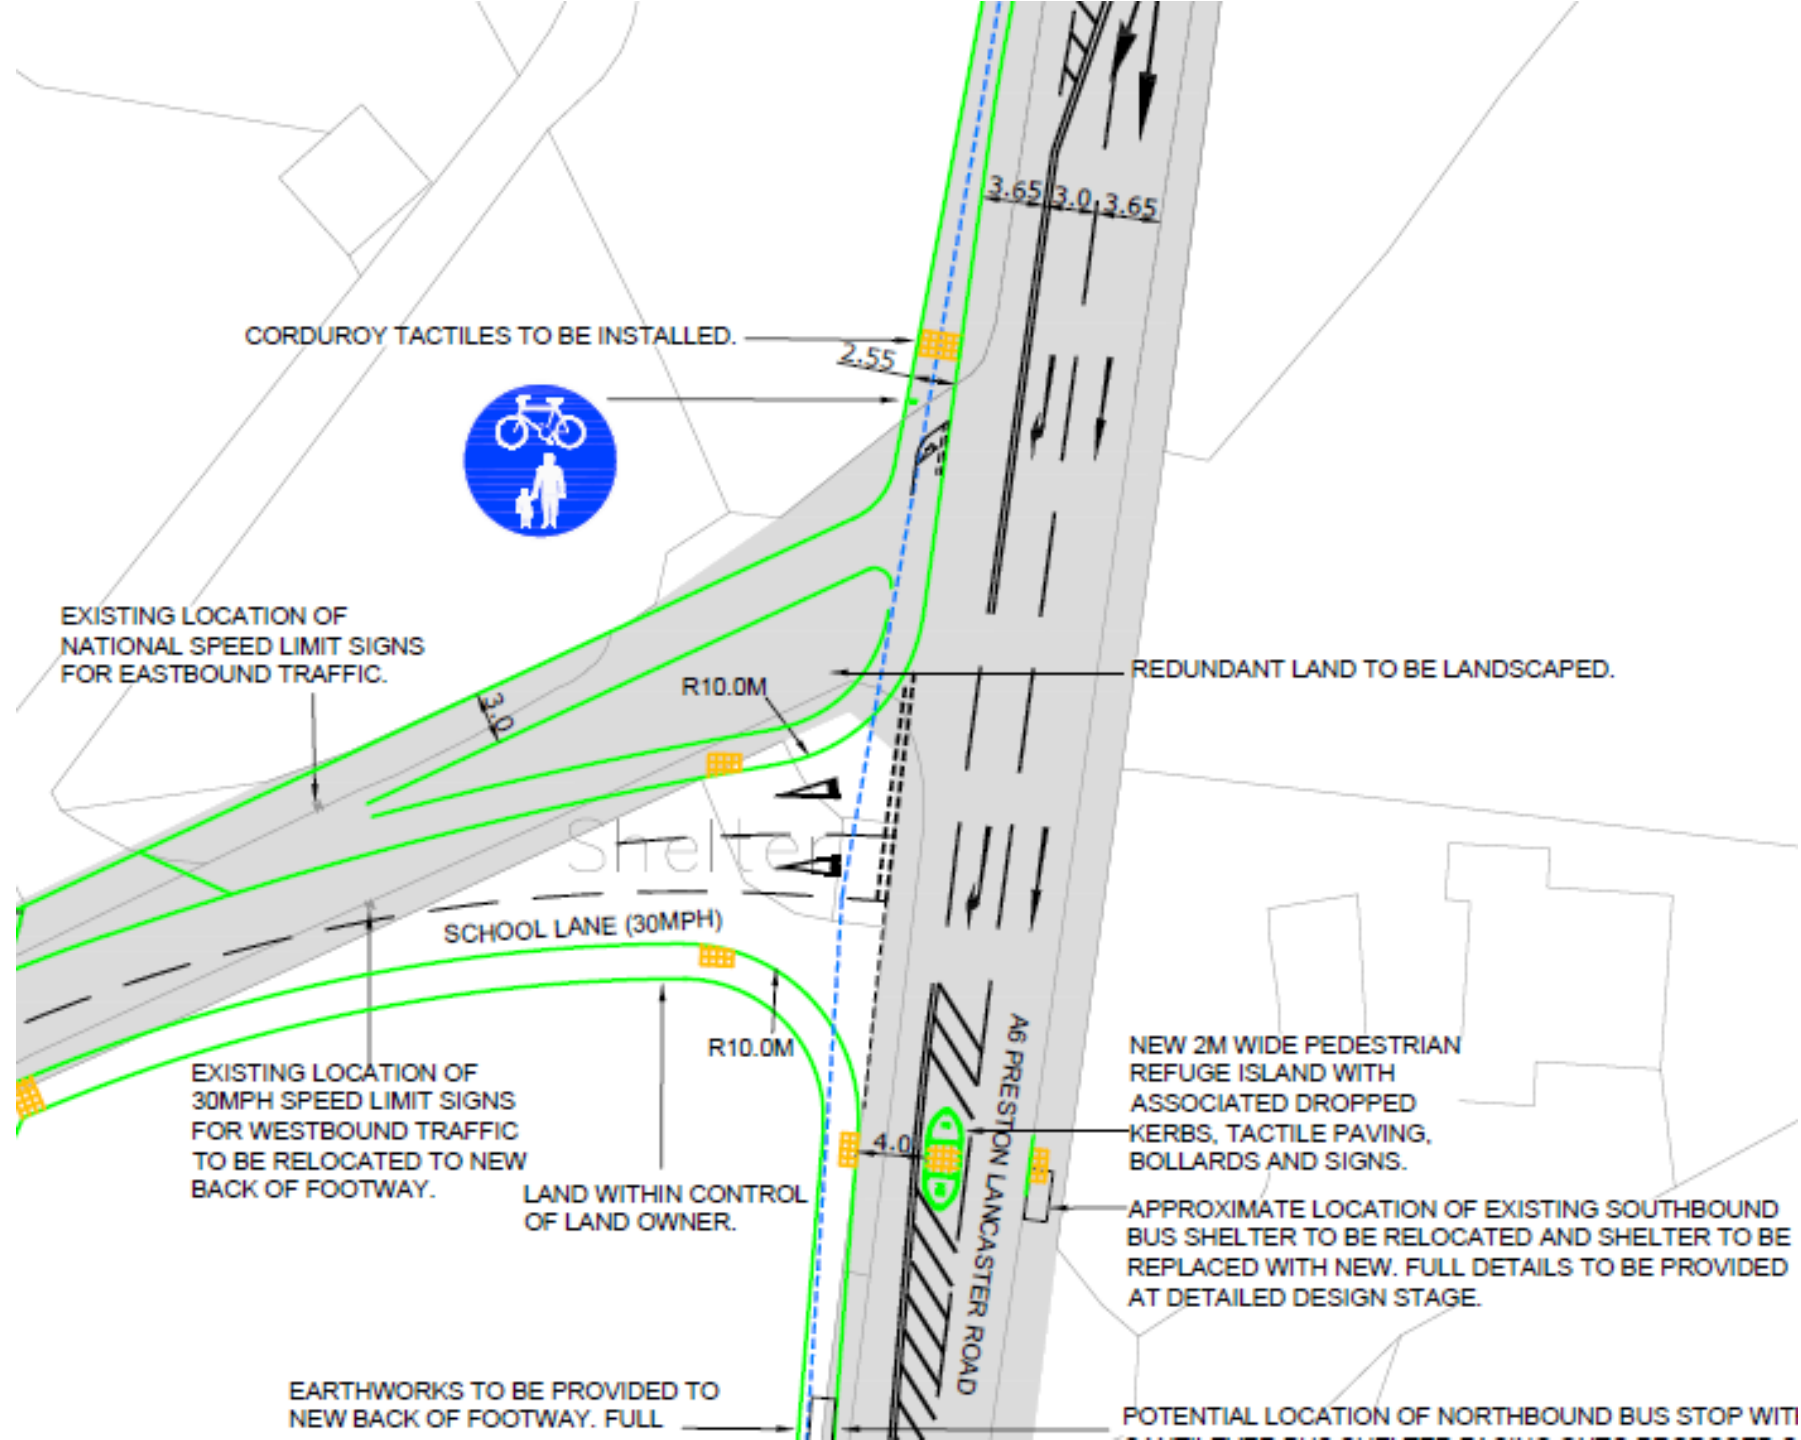 3.65 3.0 3.65
CORDUROY TACTILES TO BE INSTALLED.
2.55
EXISTING LOCATION OF
NATIONAL SPEED LIMIT SIGNS
FOR EASTBOUND TRAFFIC.
3.0
R10.0M
REDUNDANT LAND TO BE LANDSCAPED.
Shelter
SCHOOL LANE (30MPH)
R10.0M
EXISTING LOCATION OF
30MPH SPEED LIMIT SIGNS
FOR WESTBOUND TRAFFIC
TO BE RELOCATED TO NEW
BACK OF FOOTWAY.
LAND WITHIN CONTROL
OF LAND OWNER.
4.0
A6 PRESTON LANCASTER ROAD
NEW 2M WIDE PEDESTRIAN
REFUGE ISLAND WITH
ASSOCIATED DROPPED
KERBS, TACTILE PAVING,
BOLLARDS AND SIGNS.
APPROXIMATE LOCATION OF EXISTING SOUTHBOUND
BUS SHELTER TO BE RELOCATED AND SHELTER TO BE
REPLACED WITH NEW. FULL DETAILS TO BE PROVIDED
AT DETAILED DESIGN STAGE.
EARTHWORKS TO BE PROVIDED TO
NEW BACK OF FOOTWAY. FULL
POTENTIAL LOCATION OF NORTHBOUND BUS STOP WITH